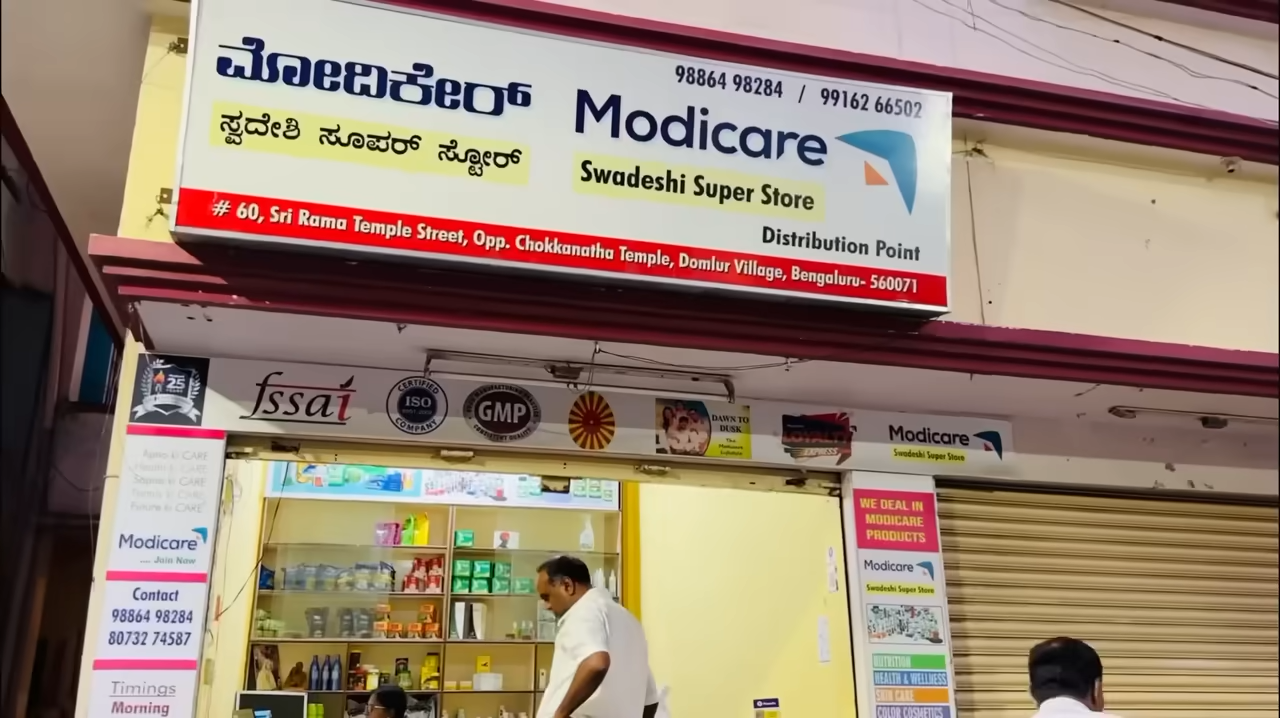 ಮೋದಿಕೇರ್
ಸ್ವದೇಶಿ ಸೂಪರ್ ಸ್ಟೋರ್
98864 98284 / 99162 66502
Modicare
Swadeshi Super Store
Distribution Point
# 60, Sri Rama Temple Street, Opp. Chokkanatha Temple, Domlur Village, Bengaluru- 560071
25
fssai
CERTIFIED
ISO
COMPANY
GMP
DAWN TO
DUSK
EXPRESS
Modicare
Swadeshi Super Store
Modicare
Join Now
Contact
98864 98284
80732 74587
Timings
Morning
WE DEAL IN
MODICARE
PRODUCTS
Modicare
Swadeshi Super Store
NUTRITION
HEALTH & WELLNESS
SKIN CARE
COLOR COSMETICS